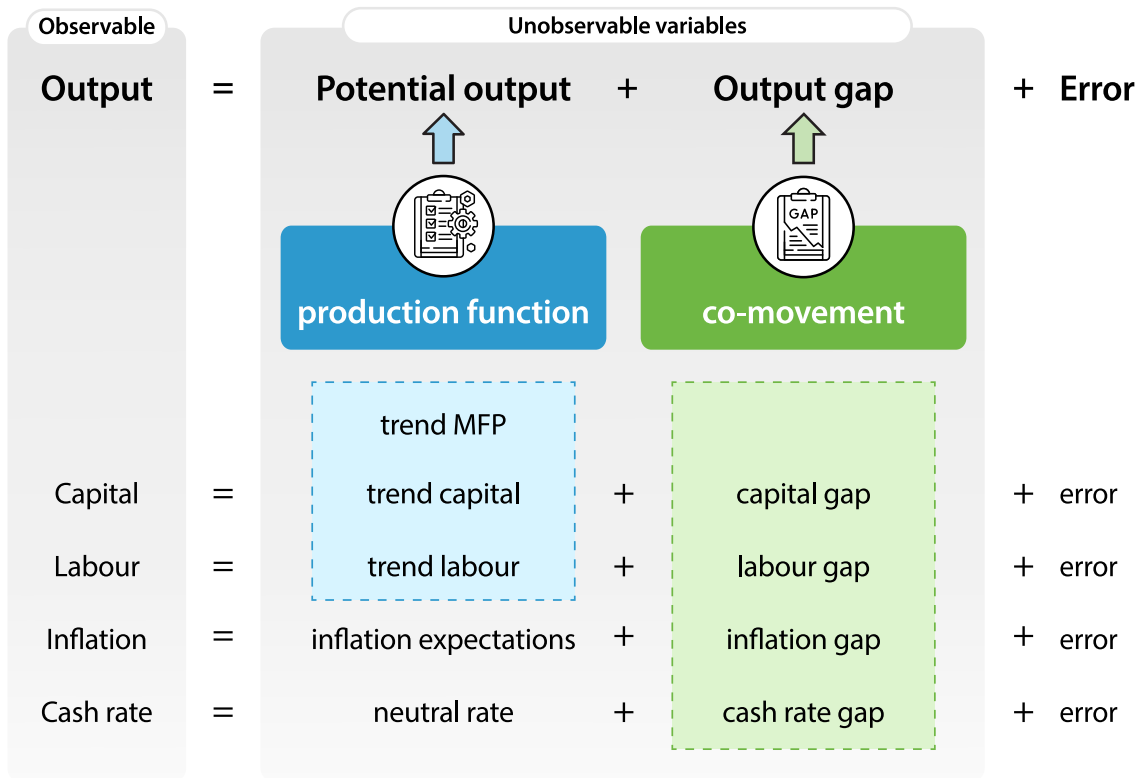 Observable Unobservable variables
Output = Potential output + Output gap + Error
GAP
production function co-movement
trend MFP
Capital = trend capital + capital gap + error
Labour = trend labour + labour gap + error
Inflation = inflation expectations + inflation gap + error
Cash rate = neutral rate + cash rate gap + error